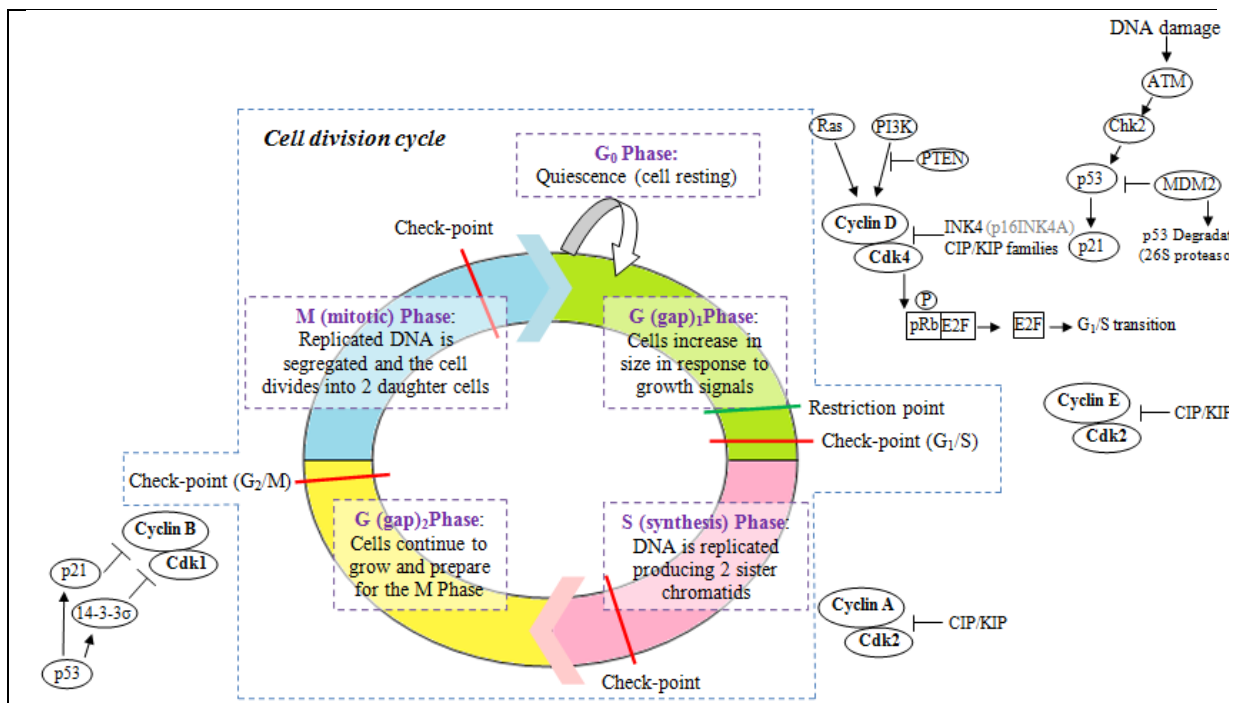 Cell division cycle
G0 Phase:
Quiescence (cell resting)
Check-point
M (mitotic) Phase:
Replicated DNA is
segregated and the cell
divides into 2 daughter cells
G (gap)1Phase:
Cells increase in
size in response to
growth signals
Restriction point
Check-point (G1/S)
Check-point (G2/M)
G (gap)2Phase:
Cells continue to
grow and prepare
for the M Phase
S (synthesis) Phase:
DNA is replicated
producing 2 sister
chromatids
Check-point
Cyclin B
Cdk1
p21
14-3-3σ
p53
DNA damage
ATM
Chk2
p53
MDM2
p21
p53 Degradat
(26S proteaso
Ras
PI3K
PTEN
Cyclin D
Cdk4
INK4 (p16INK4A)
CIP/KIP families
P
pRb E2F
E2F
G1/S transition
Cyclin E
Cdk2
CIP/KIP
Cyclin A
Cdk2
CIP/KIP